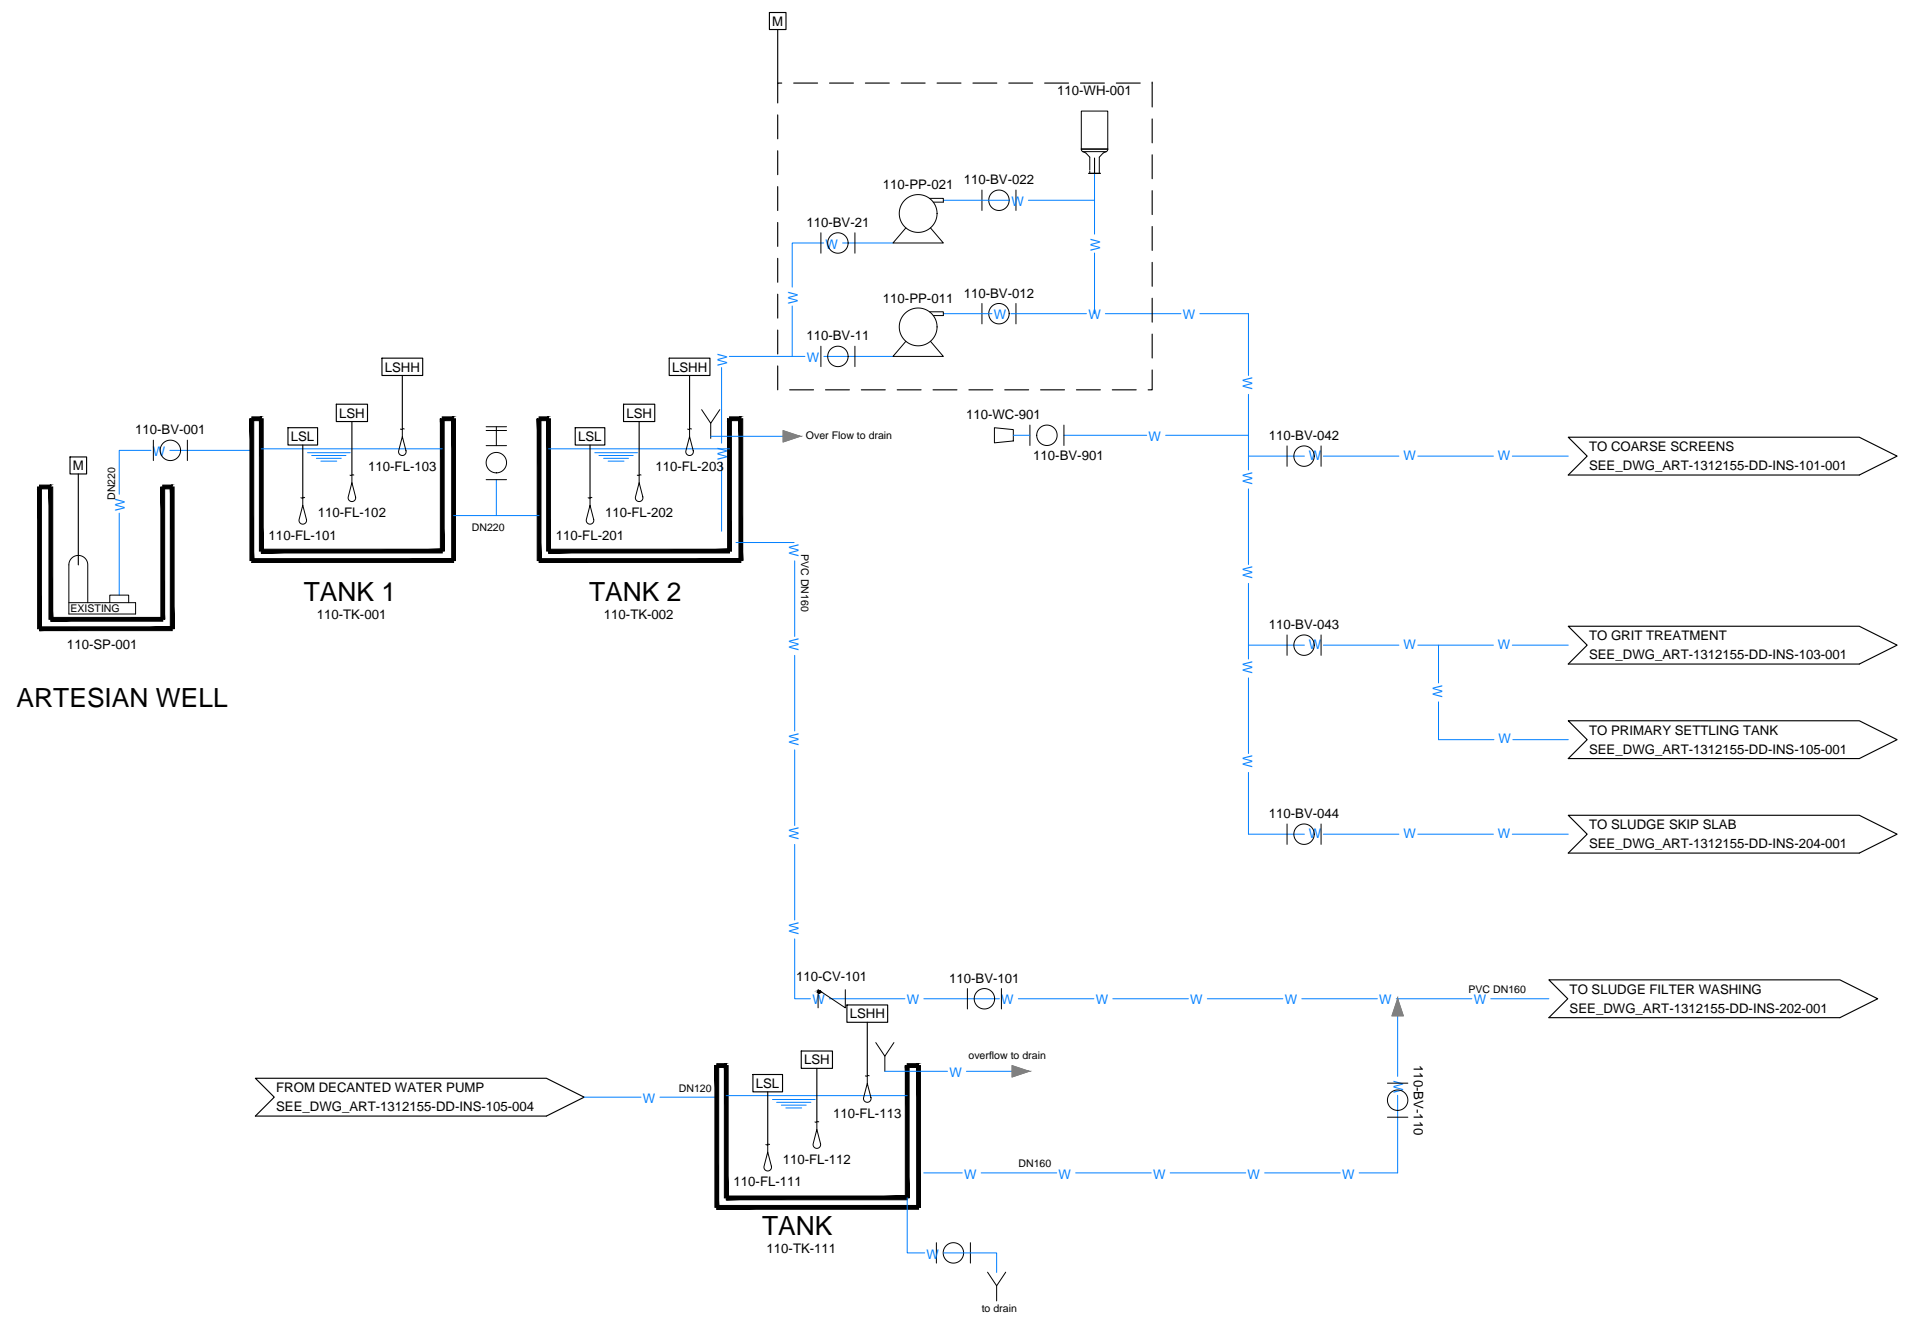 M
110-WH-001
110-PP-021
110-BV-022
110-BV-21
W
W
W
W
110-PP-011
110-BV-012
110-BV-11
W
W
W
W
W
W
LSHH
LSHH
LSH
LSH
LSL
LSL
110-BV-001
W
110-FL-103
110-FL-203
W
Over Flow to drain
110-FL-102
110-FL-202
110-FL-101
110-FL-201
DN220
W
DN220
M
EXISTING
110-SP-001
ARTESIAN WELL
TANK 1
110-TK-001
TANK 2
110-TK-002
W
PVC DN160
W
W
W
W
110-WC-901
110-BV-901
W
W
110-BV-042
W
W
W
TO COARSE SCREENS
SEE_DWG_ART-1312155-DD-INS-101-001
W
W
110-BV-043
W
W
W
TO GRIT TREATMENT
SEE_DWG_ART-1312155-DD-INS-103-001
W
W
W
TO PRIMARY SETTLING TANK
SEE_DWG_ART-1312155-DD-INS-105-001
W
110-BV-044
W
W
W
TO SLUDGE SKIP SLAB
SEE_DWG_ART-1312155-DD-INS-204-001
110-CV-101
W
W
110-BV-101
W
W
W
W
W
PVC DN160
W
TO SLUDGE FILTER WASHING
SEE_DWG_ART-1312155-DD-INS-202-001
LSHH
LSH
LSL
overflow to drain
W
FROM DECANTED WATER PUMP
SEE_DWG_ART-1312155-DD-INS-105-004
W
DN120
110-FL-113
110-FL-112
110-FL-111
W
110-BV-110
W
DN160
W
W
W
W
TANK
110-TK-111
W
to drain